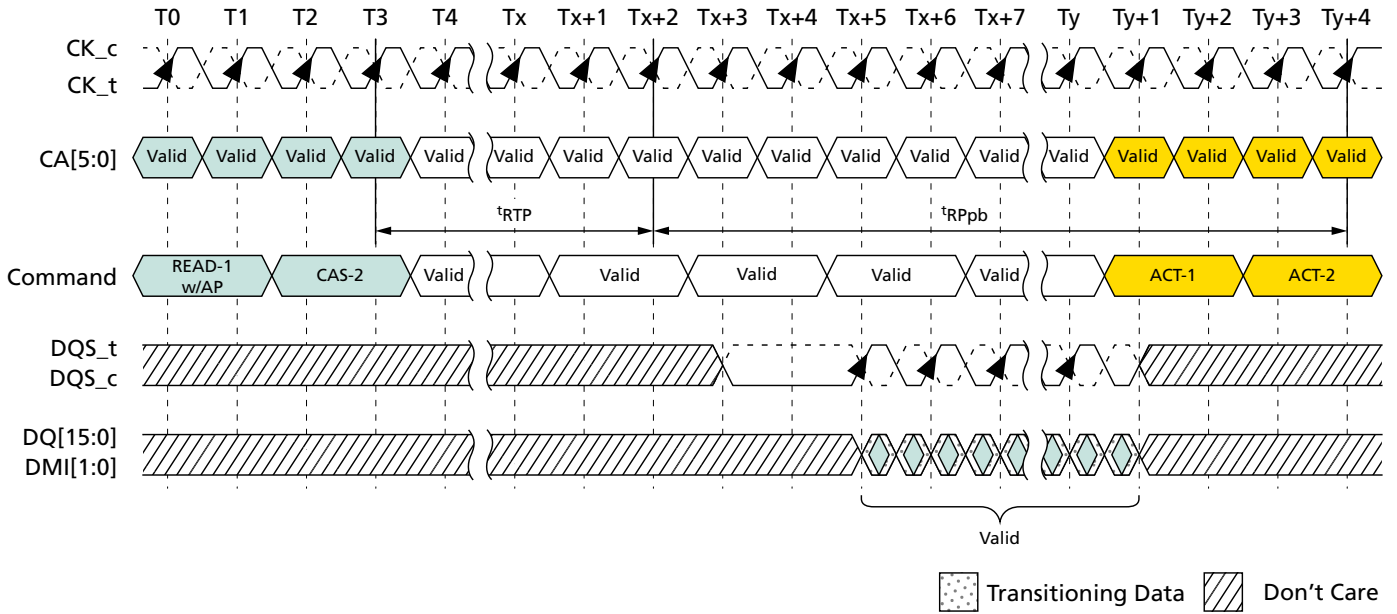 T0 T1 T2 T3 T4 Tx Tx+1 Tx+2 Tx+3 Tx+4 Tx+5 Tx+6 Tx+7 Ty Ty+1 Ty+2 Ty+3 Ty+4
CK_c
CK_t
CA[5:0] Valid Valid Valid Valid Valid Valid Valid Valid Valid Valid Valid Valid Valid Valid Valid Valid Valid Valid
tRTP tRPpb
Command READ-1 w/AP CAS-2 Valid Valid Valid Valid Valid ACT-1 ACT-2
DQS_t
DQS_c
DQ[15:0]
DMI[1:0]
Valid
Transitioning Data Don't Care